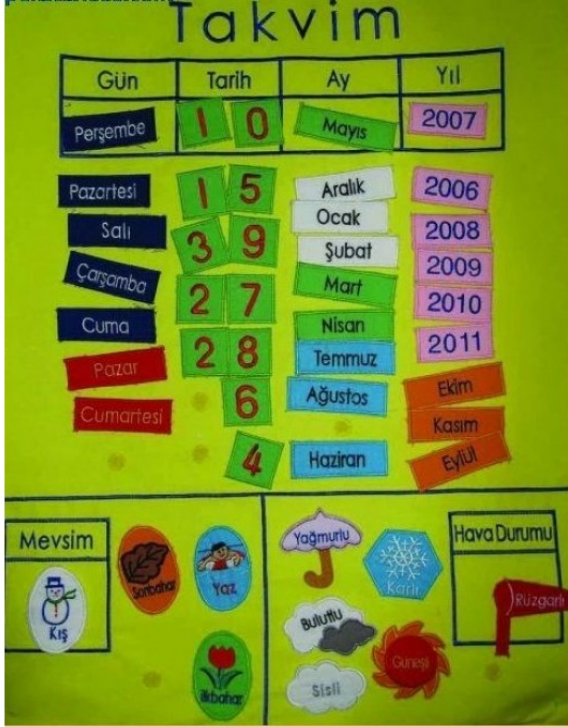 Takvim
Gün Tarih Ay Yıl
Perşembe 1 0 Mayıs 2007
Pazartesi 1 5 Aralık 2006
Salı 3 9 Ocak 2008
Şubat 2009
Çarşamba 2 7 Mart 2010
Cuma 2 8 Nisan 2011
Pazar Temmuz
Cumartesi 6 Ağustos Ekim
Kasım
4 Haziran Eylül
Mevsim
Kış
Sonbahar
Yaz
İlkbahar
Yağmurlu
Karlı
Bulutlu
Güneşli
Sisli
Hava Durumu
Rüzgarlı